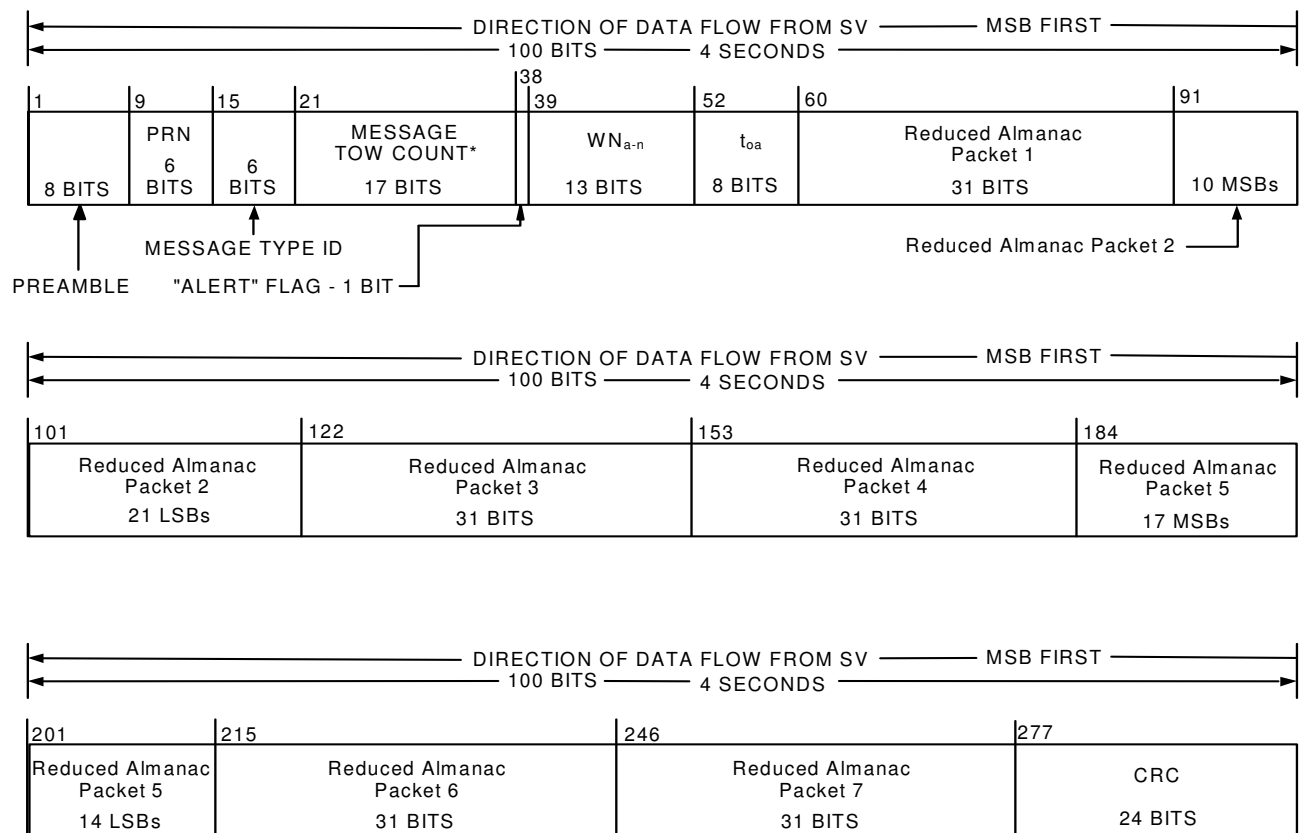 DIRECTION OF DATA FLOW FROM SV MSB FIRST
100 BITS 4 SECONDS
38
1 9 15 21 39 52 60 91
PRN MESSAGE WNa-n toa Reduced Almanac
TOW COUNT* Packet 1
6 6
8 BITS BITS BITS 17 BITS 13 BITS 8 BITS 31 BITS 10 MSBs
MESSAGE TYPE ID Reduced Almanac Packet 2
PREAMBLE "ALERT" FLAG - 1 BIT
DIRECTION OF DATA FLOW FROM SV MSB FIRST
100 BITS 4 SECONDS
101 122 153 184
Reduced Almanac Reduced Almanac Reduced Almanac Reduced Almanac
Packet 2 Packet 3 Packet 4 Packet 5
21 LSBs 31 BITS 31 BITS 17 MSBs
DIRECTION OF DATA FLOW FROM SV MSB FIRST
100 BITS 4 SECONDS
201 215 246 277
Reduced Almanac Reduced Almanac Reduced Almanac CRC
Packet 5 Packet 6 Packet 7
14 LSBs 31 BITS 31 BITS 24 BITS